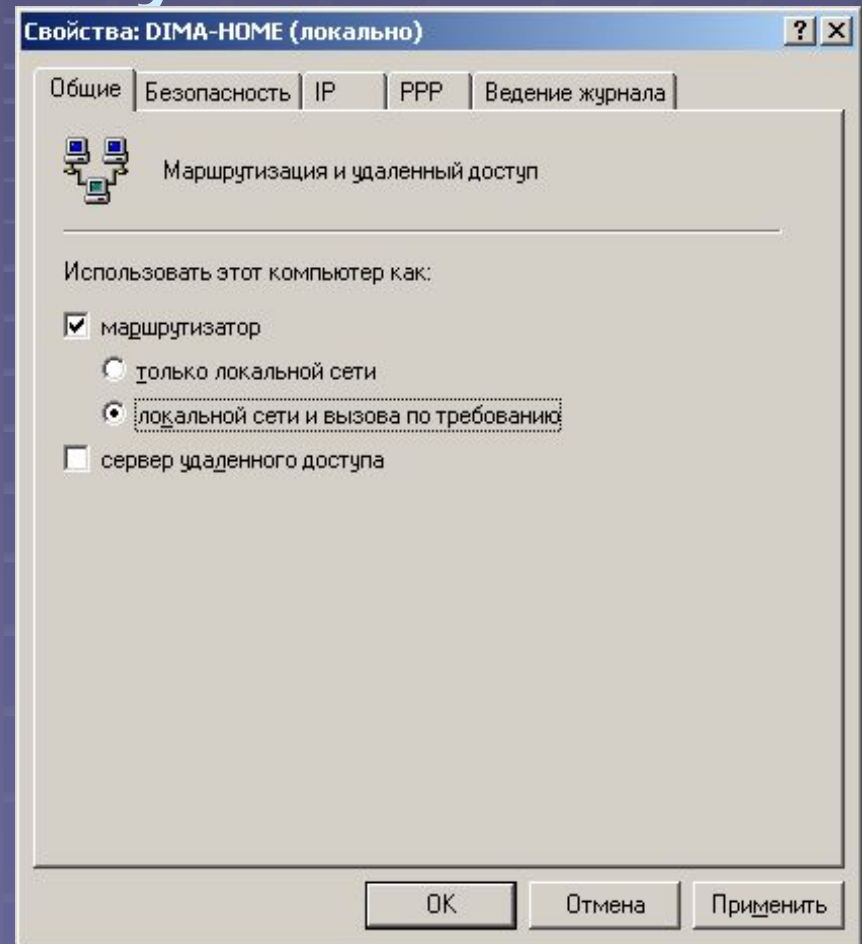 Свойства: DIMA-HOME (локально)
Общие Безопасность IP PPP Ведение журнала
Маршрутизация и удаленный доступ
Использовать этот компьютер как:
маршрутизатор
только локальной сети
локальной сети и вызова по требованию
сервер удаленного доступа
OK Отмена Применить